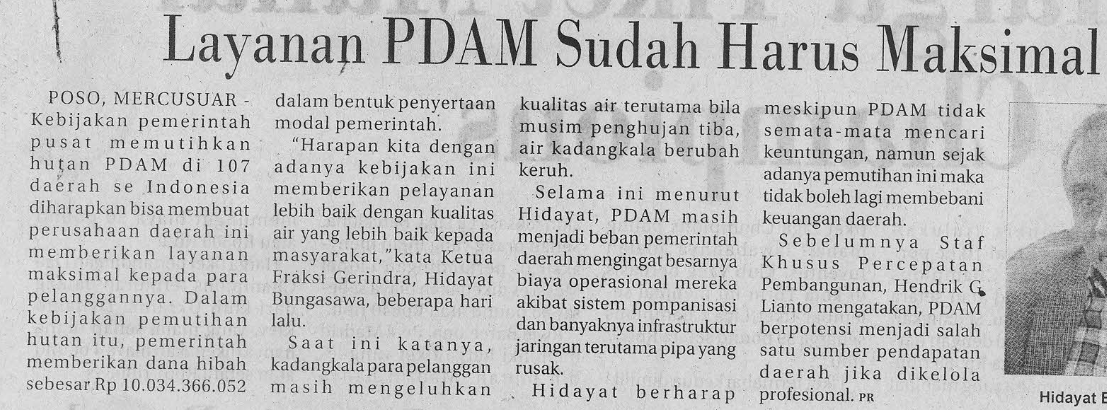 Layanan PDAM Sudah Harus Maksimal
POSO, MERCUSUAR -
Kebijakan pemerintah
pusat memutihkan
hutan PDAM di 107
daerah se Indonesia
diharapkan bisa membuat
perusahaan daerah ini
memberikan layanan
maksimal kepada para
pelanggannya. Dalam
kebijakan pemutihan
hutan itu, pemerintah
memberikan dana hibah
sebesar Rp 10.034.366.052
dalam bentuk penyertaan
modal pemerintah.
"Harapan kita dengan
adanya kebijakan ini
memberikan pelayanan
lebih baik dengan kualitas
air yang lebih baik kepada
masyarakat,"kata Ketua
Fraksi Gerindra, Hidayat
Bungasawa, beberapa hari
lalu.
Saat ini katanya,
kadangkala para pelanggan
masih mengeluhkan
kualitas air terutama bila
musim penghujan tiba,
air kadangkala berubah
keruh.
Selama ini menurut
Hidayat, PDAM masih
menjadi beban pemerintah
daerah mengingat besarnya
biaya operasional mereka
akibat sistem pompanisasi
dan banyaknya infrastruktur
jaringan terutama pipa yang
rusak.
Hidayat berharap
meskipun PDAM tidak
semata-mata mencari
keuntungan, namun sejak
adanya pemutihan ini maka
tidak boleh lagi membebani
keuangan daerah.
Sebelumnya Staf
Khusus Percepatan
Pembangunan, Hendrik G
Lianto mengatakan, PDAM
berpotensi menjadi salah
satu sumber pendapatan
daerah jika dikelola
profesional. PR
Hidayat B